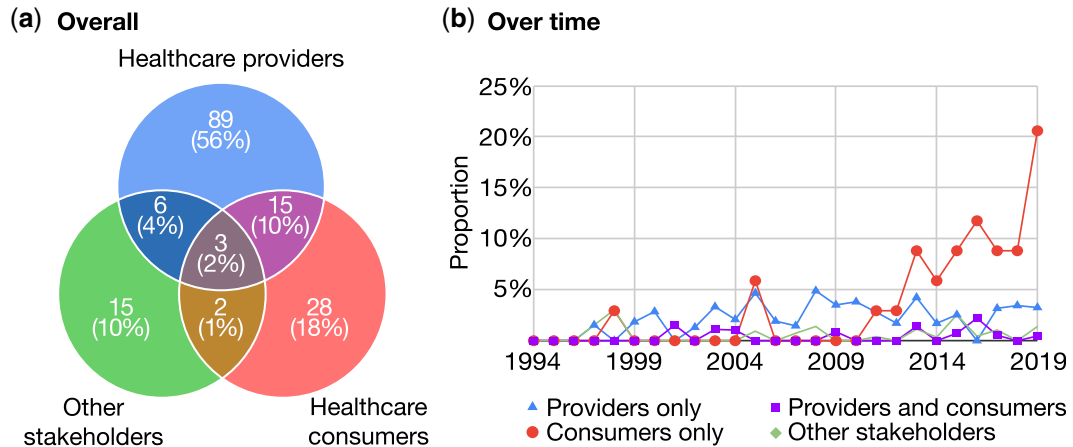 (a) Overall
Healthcare providers
89
(56%)
6
(4%)
15
(10%)
3
(2%)
15
(10%)
2
(1%)
28
(18%)
Other
stakeholders
Healthcare
consumers
(b) Over time
Proportion
25%
20%
15%
10%
5%
1994
1999
2004
2009
2014
2019
Providers only
Consumers only
Providers and consumers
Other stakeholders